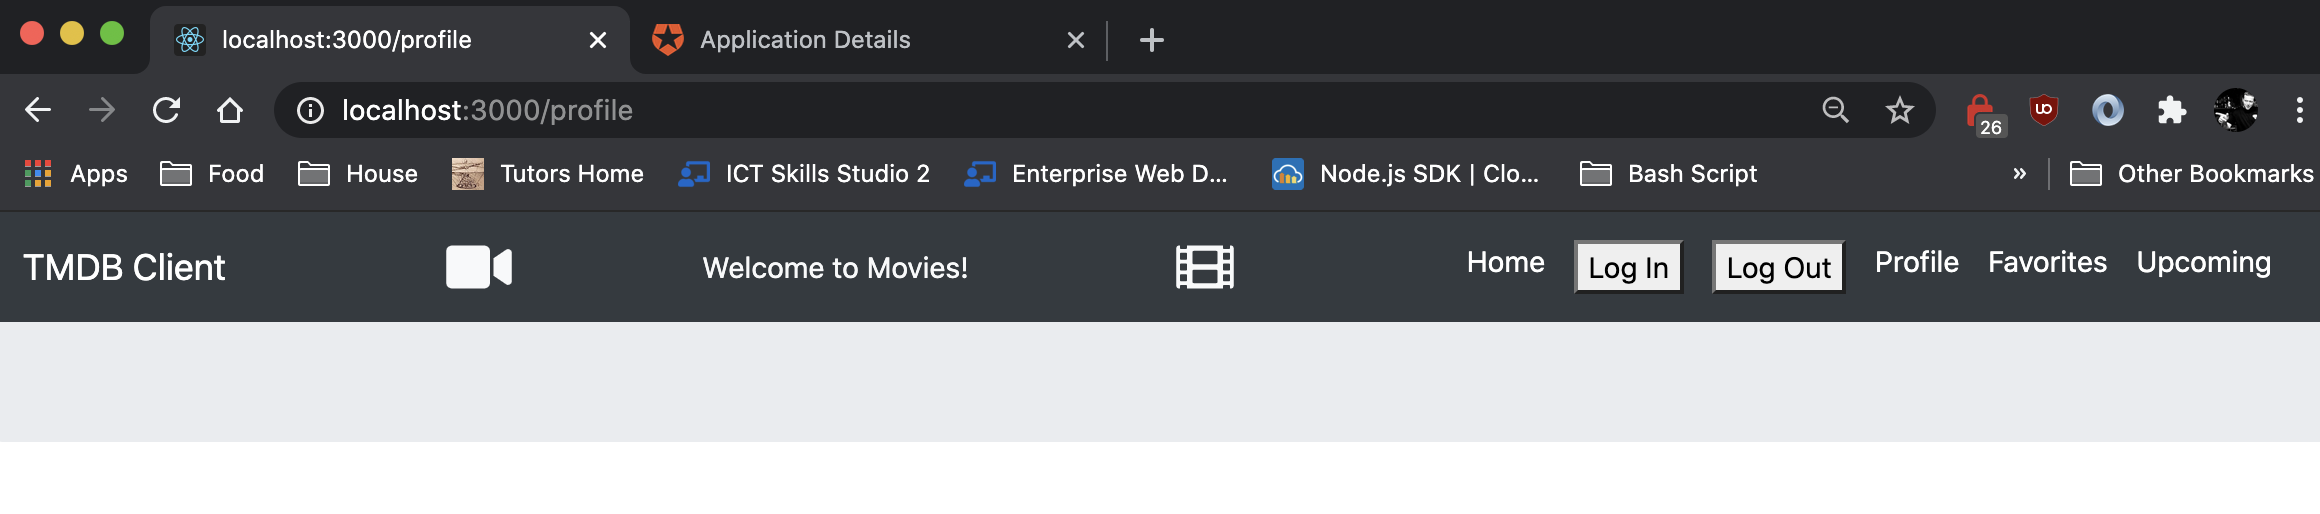 localhost:3000/profile
Application Details
localhost:3000/profile
26
Apps Food House Tutors Home ICT Skills Studio 2 Enterprise Web D... Node.js SDK | Clo... Bash Script » Other Bookmarks
TMDB Client Welcome to Movies! Home Log In Log Out Profile Favorites Upcoming